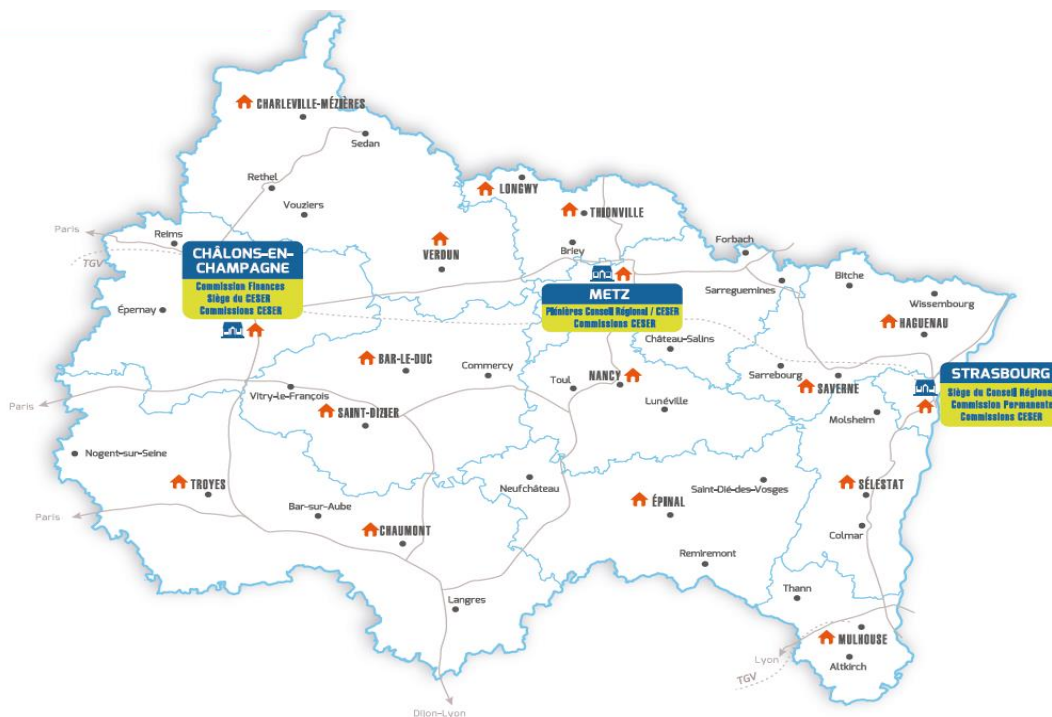 CHARLEVILLE-MÉZIÈRES
Sedan
Rethel
Vouziers
LONGWY
THIONVILLE
Briey
VERDUN
Paris
Reims
TGV
CHÂLONS-EN-
CHAMPAGNE
Commission Finances
Siège du CESER
Commissions CESER
Épernay
METZ
Plénières Conseil Régional / CESER
Commissions CESER
Forbach
Sarreguemines
Bitche
Wissembourg
HAGUENAU
Château-Salins
STRASBOURG
Siège du Conseil Régional
Commission Permanente
Commissions CESER
BAR-LE-DUC
Commercy
Toul
NANCY
Lunéville
Sarrebourg
SAVERNE
Molsheim
Paris
Vitry-le-François
SAINT-DIZIER
Nogent-sur-Seine
TROYES
Neufchâteau
ÉPINAL
Saint-Dié-des-Vosges
SÉLESTAT
Paris
Bar-sur-Aube
CHAUMONT
Colmar
Remiremont
Langres
Thann
MULHOUSE
Lyon
Altkirch
TGV
Dijon-Lyon